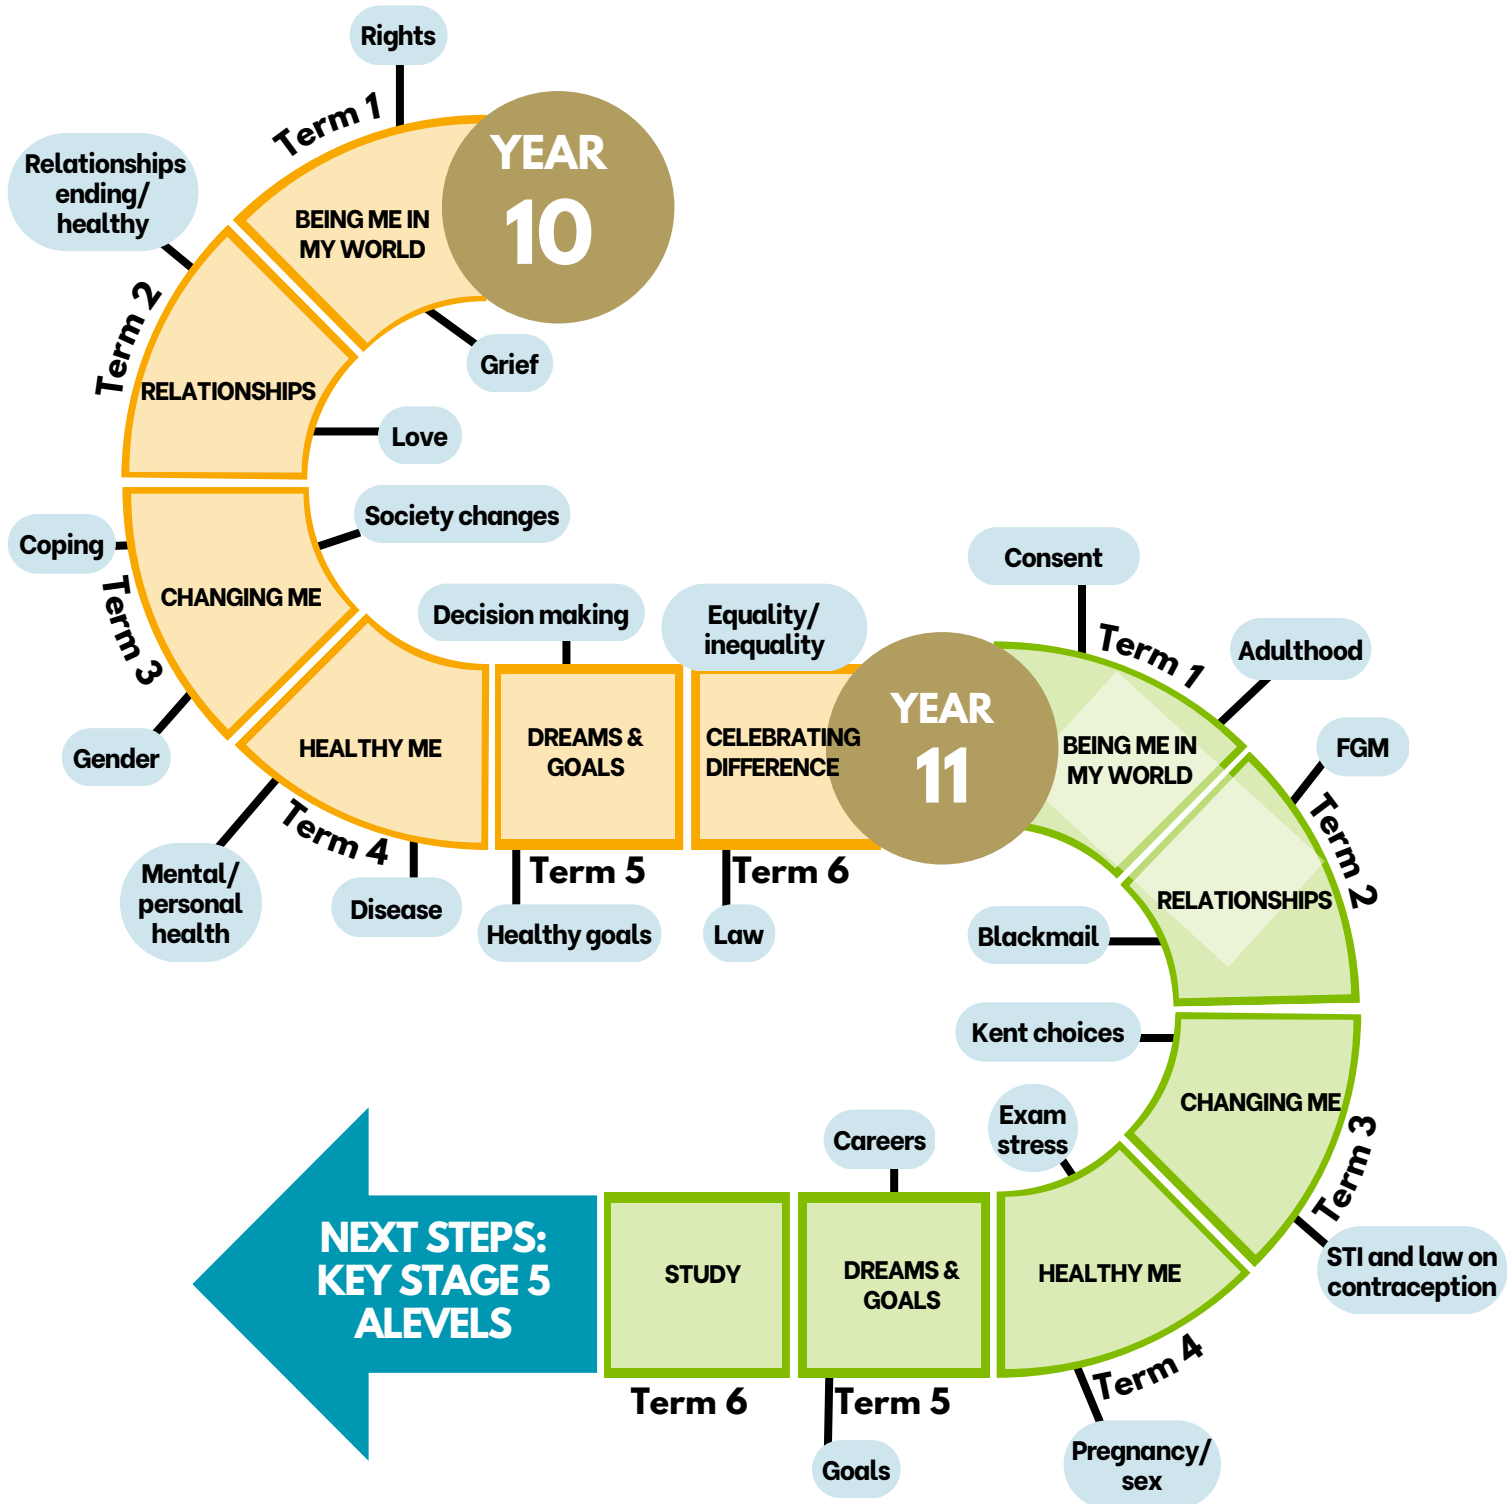 Rights
Term 1
YEAR
10
BEING ME IN
MY WORLD
Grief
Relationships
ending/
healthy
Term 2
RELATIONSHIPS
Love
Society changes
Coping
CHANGING ME
Term 3
Gender
HEALTHY ME
Term 4
Mental/
personal
health
Disease
Decision making
DREAMS &
GOALS
Term 5
Healthy goals
Equality/
inequality
CELEBRATING
DIFFERENCE
Term 6
Law
YEAR
11
Consent
Term 1
Adulthood
BEING ME IN
MY WORLD
FGM
Term 2
RELATIONSHIPS
Blackmail
Kent choices
CHANGING ME
Term 3
STI and law on
contraception
Exam
stress
HEALTHY ME
Term 4
Pregnancy/
sex
Careers
DREAMS &
GOALS
Term 5
Goals
STUDY
Term 6
NEXT STEPS:
KEY STAGE 5
ALEVELS